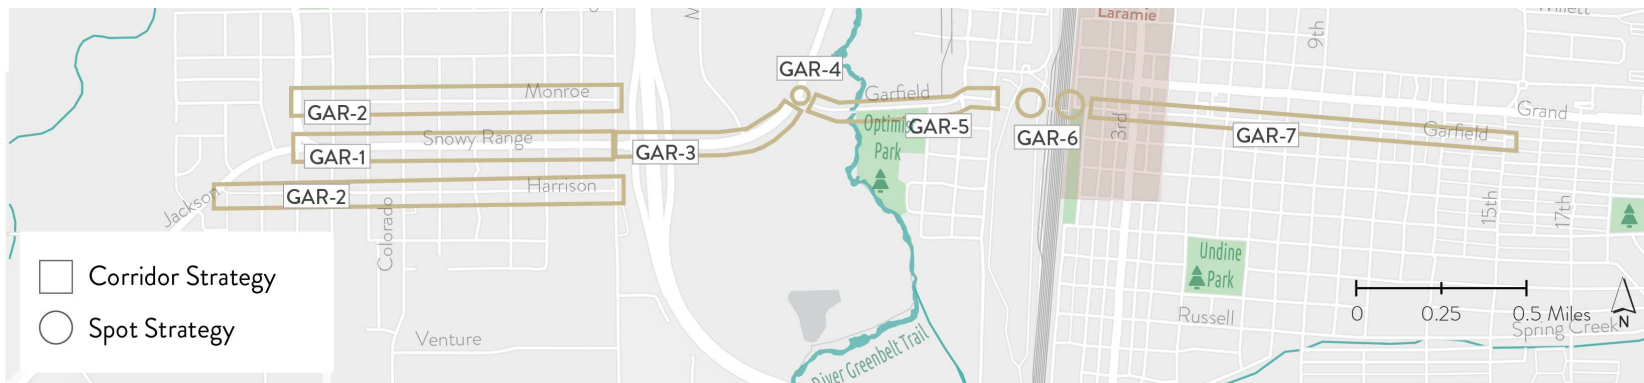 Laramie
Willett
9th
GAR-4
Monroe
GAR-2
Garfield
Grand
Snowy Range
GAR-1
GAR-3
Optimist
GAR-5
Park
GAR-6
3rd
GAR-7
Garfield
Harrison
GAR-2
Jackson
Colorado
15th
17th
Undine
Park
Corridor Strategy
Spot Strategy
Venture
River Greenbelt Trail
Russell
0 0.25 0.5 Miles
N
Spring Creek